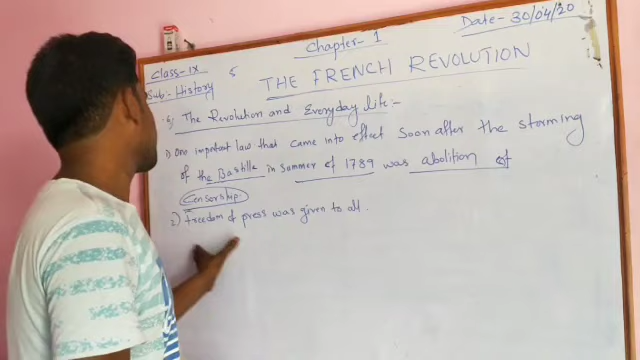 Date- 30/04/20
Chapter- 1
Class-IX
Sub- History
THE FRENCH REVOLUTION
The Revolution and Everyday life:-
1) One important law that came into effect soon after the storming
of the Bastille in summer of 1789 was abolition of
Censorship.
2) Freedom of press was given to all.